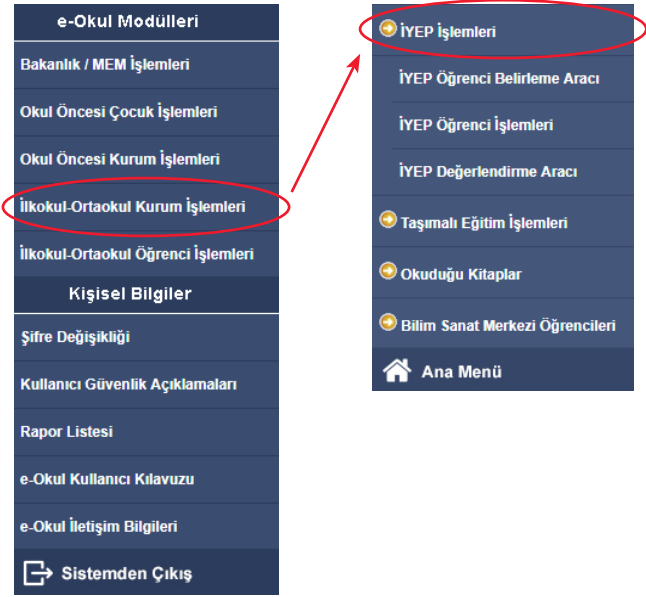 e-Okul Modülleri
Bakanlık / MEM İşlemleri
Okul Öncesi Çocuk İşlemleri
Okul Öncesi Kurum İşlemleri
İlkokul-Ortaokul Kurum İşlemleri
İlkokul-Ortaokul Öğrenci İşlemleri
Kişisel Bilgiler
Şifre Değişikliği
Kullanıcı Güvenlik Açıklamaları
Rapor Listesi
e-Okul Kullanıcı Kılavuzu
e-Okul İletişim Bilgileri
Sistemden Çıkış
İYEP İşlemleri
İYEP Öğrenci Belirleme Aracı
İYEP Öğrenci İşlemleri
İYEP Değerlendirme Aracı
Taşımalı Eğitim İşlemleri
Okuduğu Kitaplar
Bilim Sanat Merkezi Öğrencileri
Ana Menü